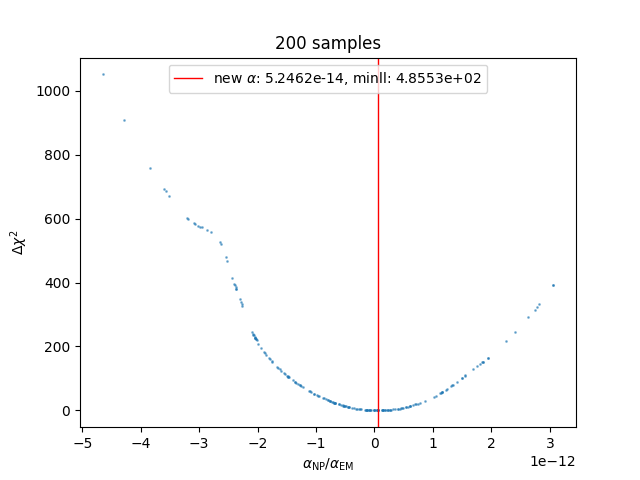 200 samples
new α: 5.2462e-14, minll: 4.8553e+02
Δχ²
1000
800
600
400
200
0
−5 −4 −3 −2 −1 0 1 2 3
1e−12
α_NP/α_EM